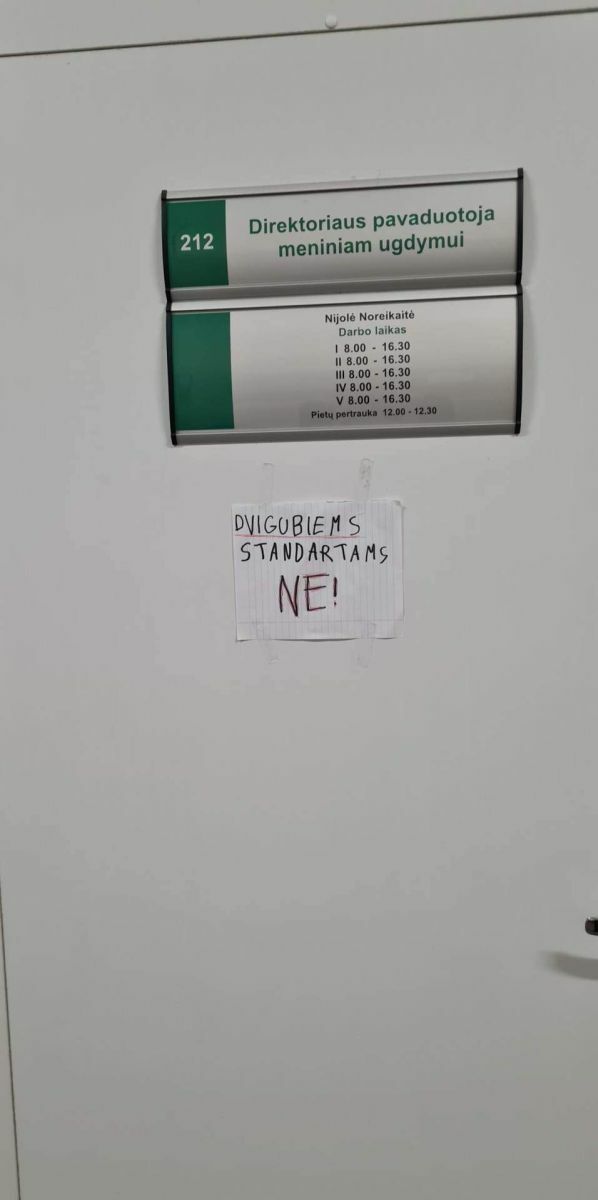 212
Direktoriaus pavaduotoja
meniniam ugdymui
Nijolė Noreikaitė
Darbo laikas
I 8.00 - 16.30
II 8.00 - 16.30
III 8.00 - 16.30
IV 8.00 - 16.30
V 8.00 - 16.30
Pietų pertrauka 12.00 - 12.30
DVIGUBIEMS
STANDARTAMS
NE!